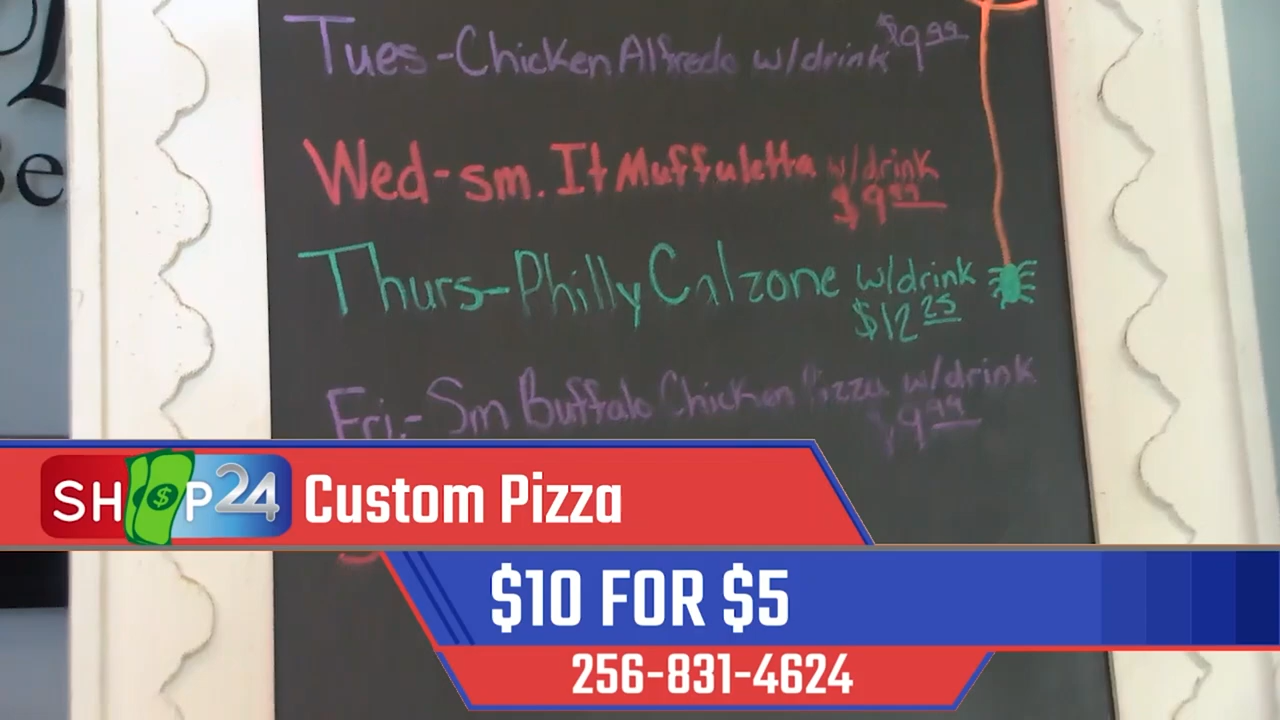 Tues-Chicken Alfredo w/drink $9.99
Wed-sm. It Muffuletta w/drink
$9.99
Thurs-Philly Calzone w/drink
$12.25
Fri.-Sm Buffalo Chicken Pizza w/drink
$9.99
SHOP24
Custom Pizza
$10 FOR $5
256-831-4624